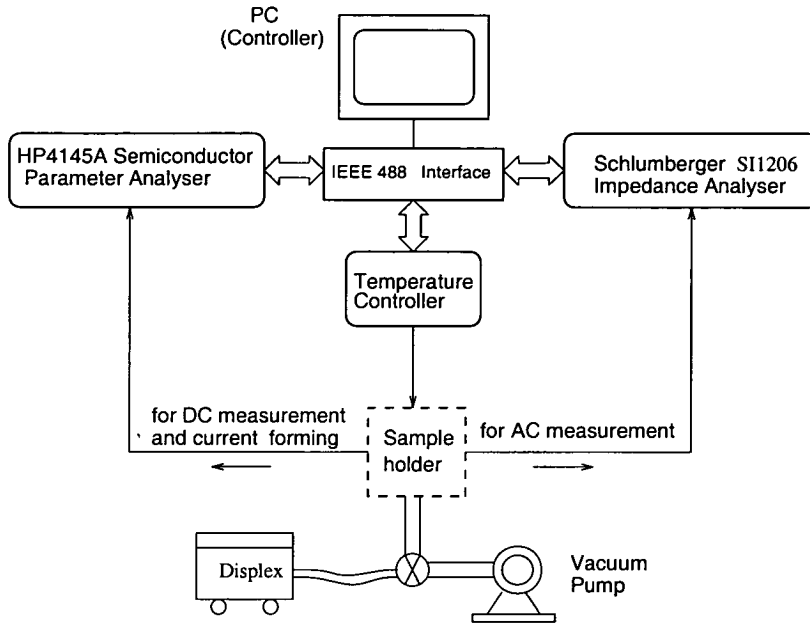 PC
(Controller)
HP4145A Semiconductor
Parameter Analyser
IEEE 488 Interface
Schlumberger SI1206
Impedance Analyser
Temperature
Controller
for DC measurement
and current forming
Sample
holder
for AC measurement
Displex
Vacuum
Pump